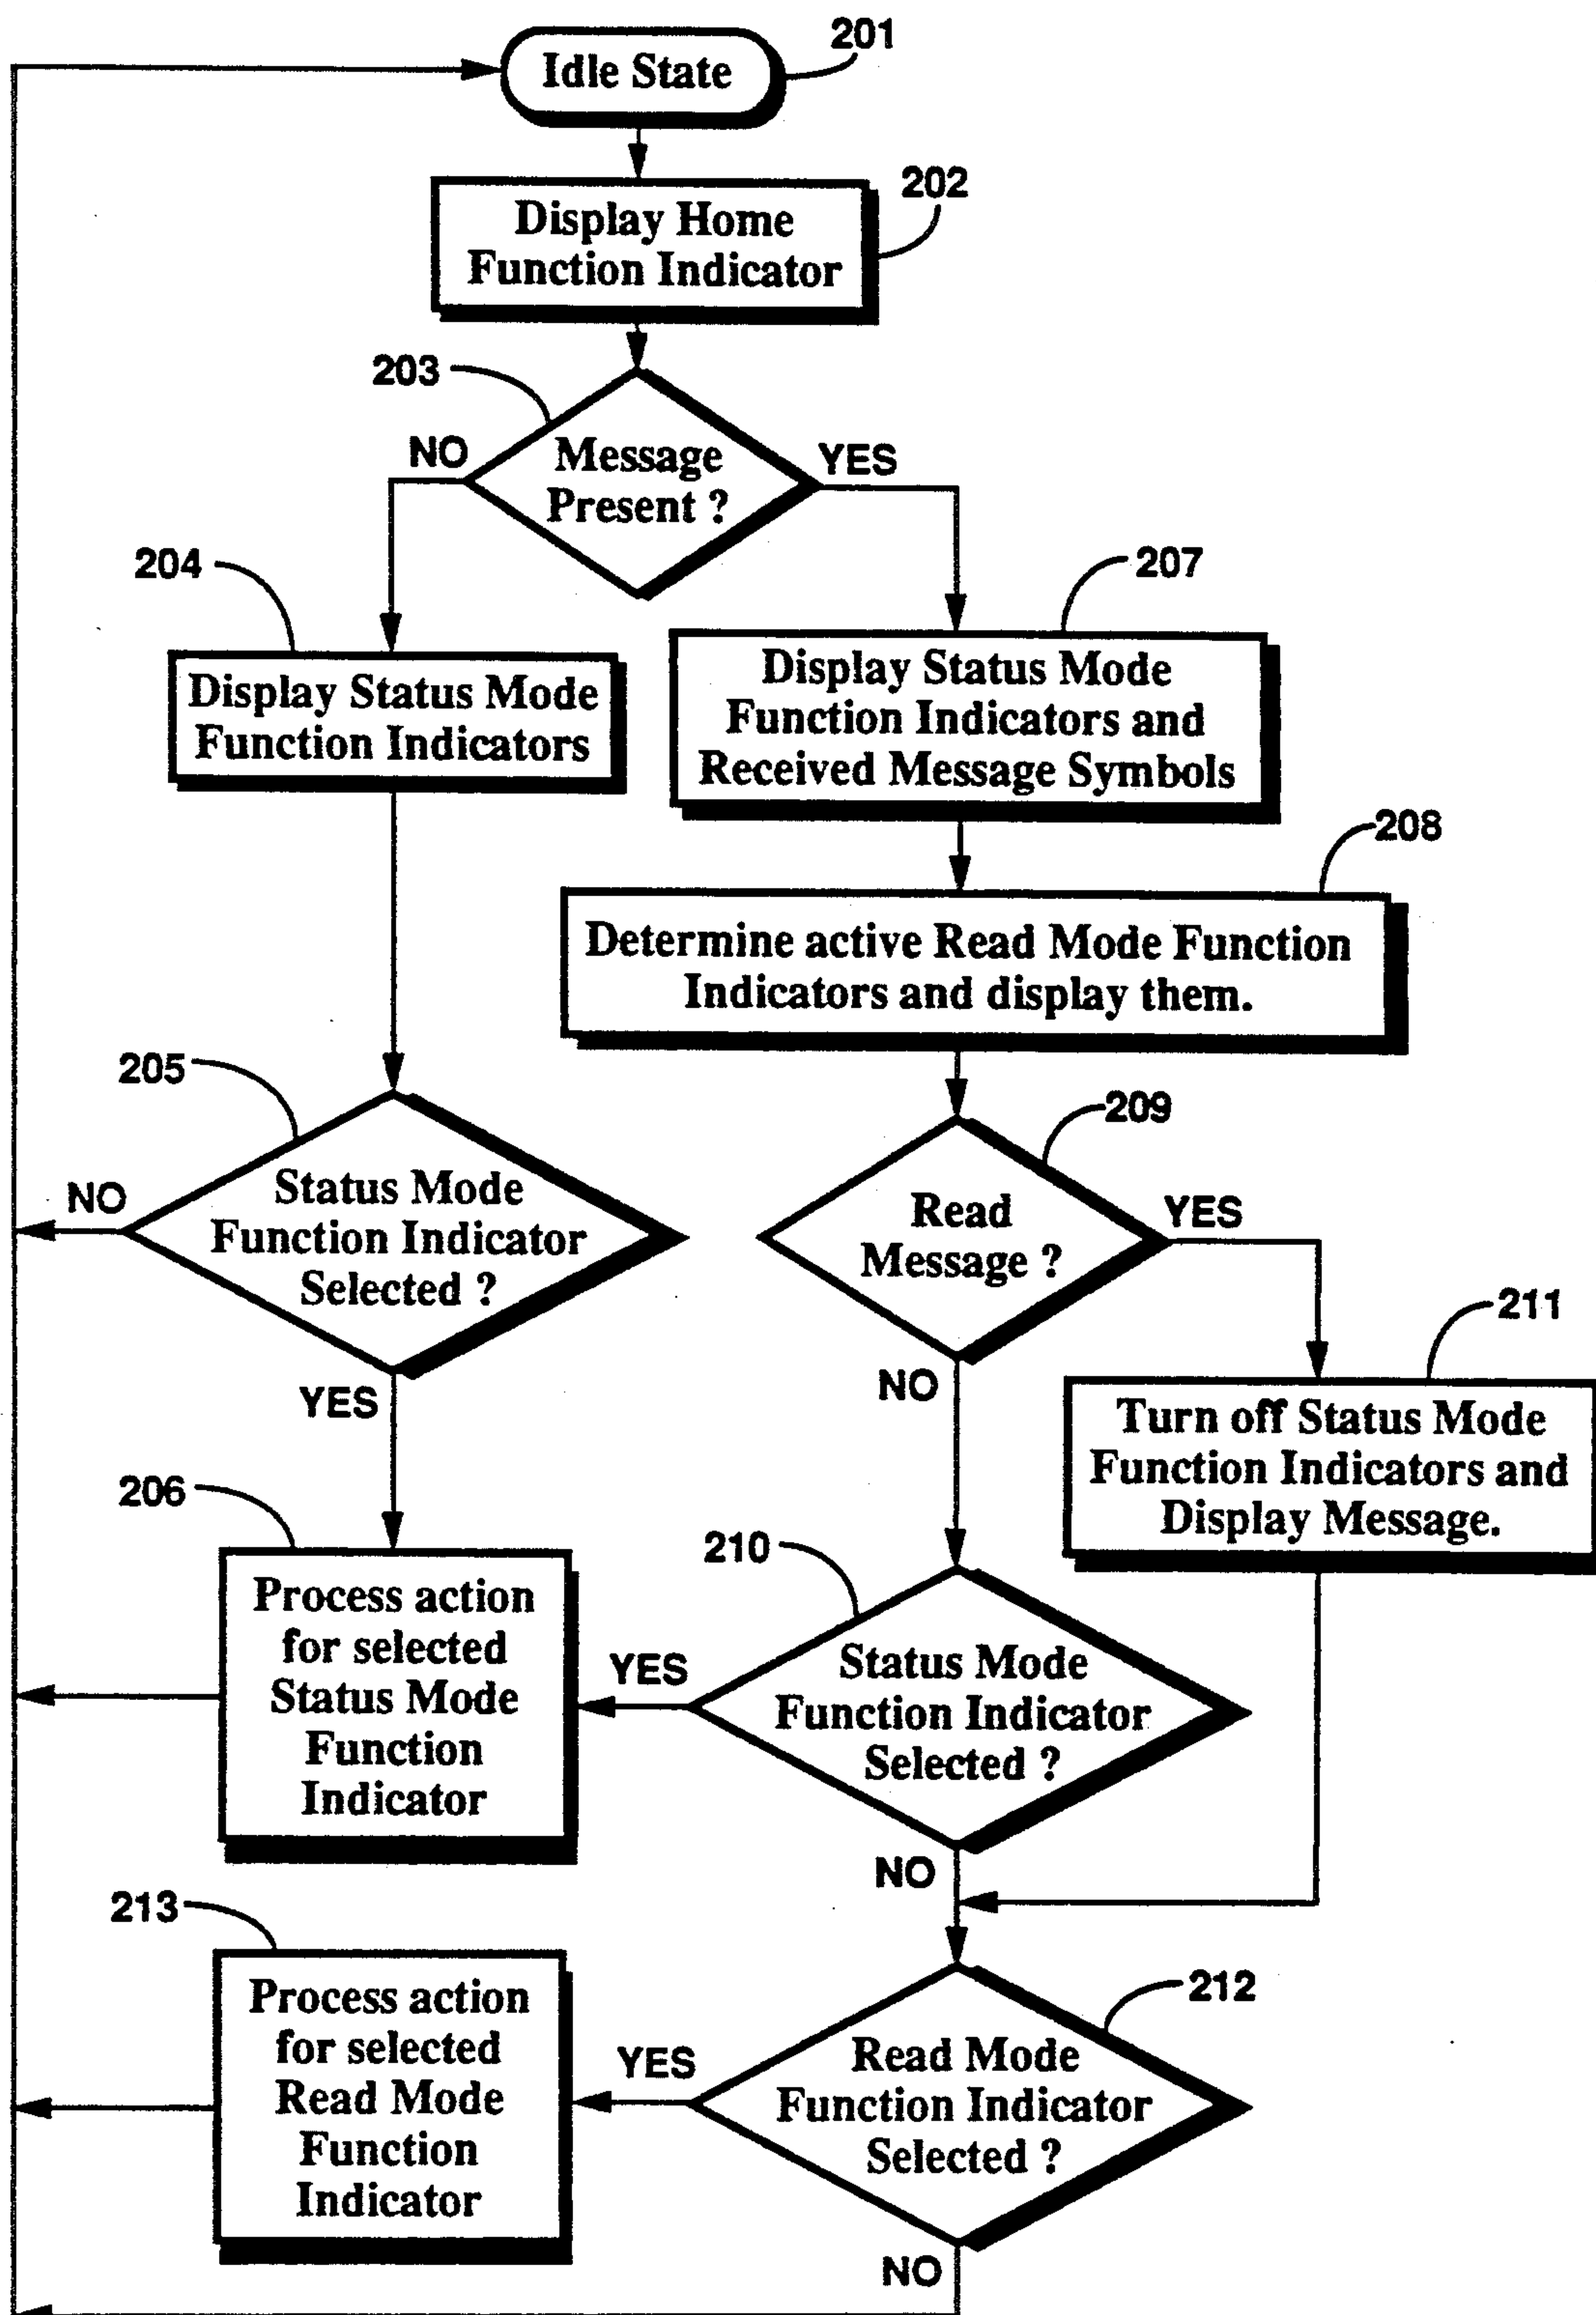 201
Idle State
202
Display Home
Function Indicator
203
NO
YES
Message
Present ?
204
207
Display Status Mode
Function Indicators
Display Status Mode
Function Indicators and
Received Message Symbols
208
Determine active Read Mode Function
Indicators and display them.
205
209
NO
Status Mode
Function Indicator
Selected ?
YES
Read
Message ?
YES
NO
211
Turn off Status Mode
Function Indicators and
Display Message.
206
210
Process action
for selected
Status Mode
Function
Indicator
YES
Status Mode
Function Indicator
Selected ?
NO
213
212
Process action
for selected
Read Mode
Function
Indicator
YES
Read Mode
Function Indicator
Selected ?
NO